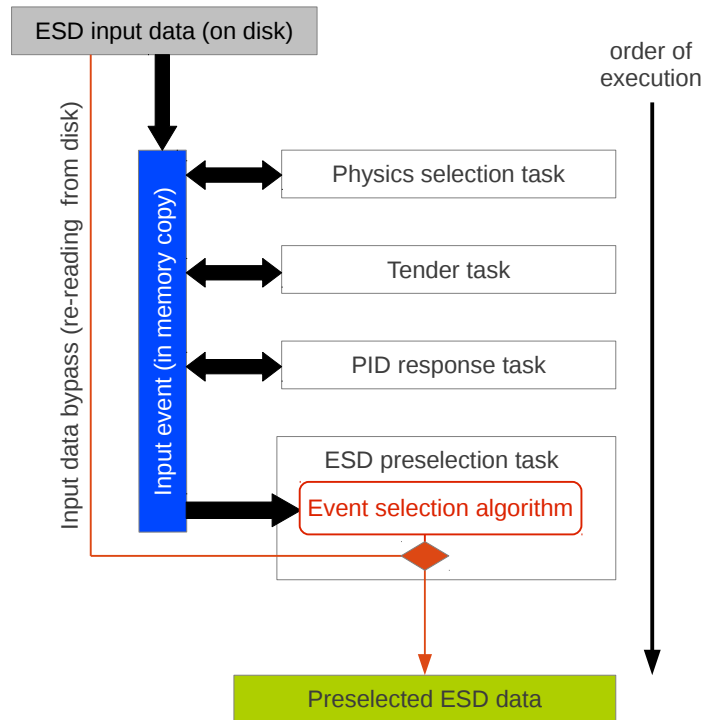 ESD input data (on disk)
order of
execution
Input data bypass (re-reading from disk)
Input event (in memory copy)
Physics selection task
Tender task
PID response task
ESD preselection task
Event selection algorithm
Preselected ESD data